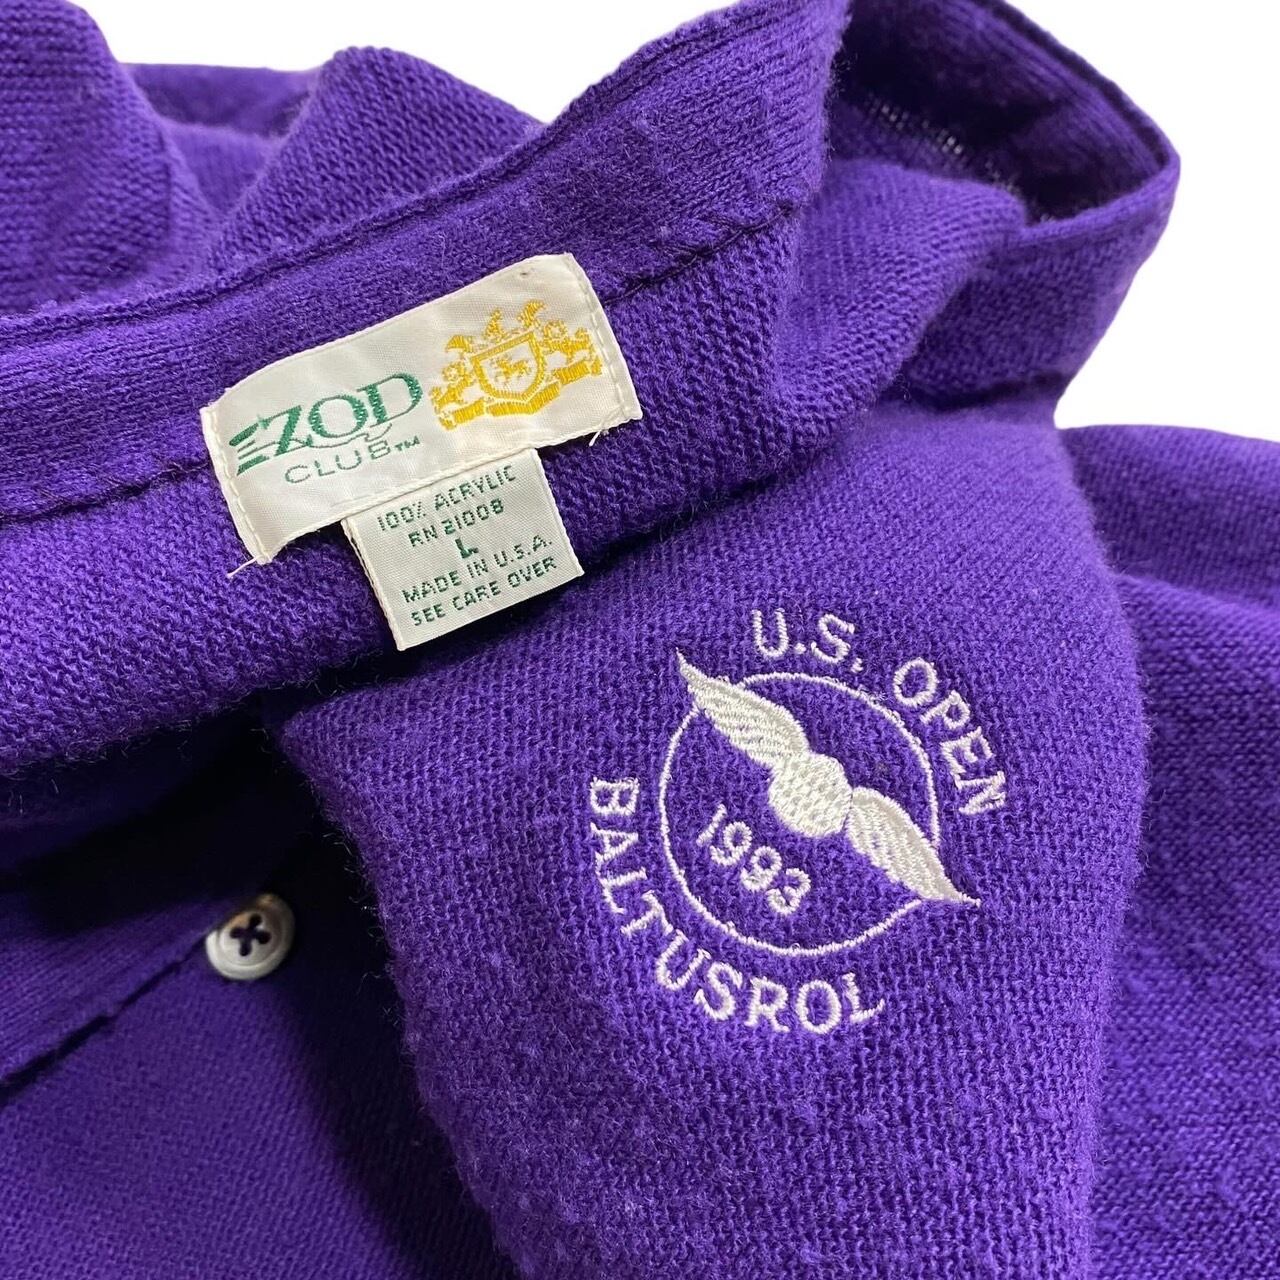 IZOD
CLUB™
100% ACRYLIC
RN 21008
L
MADE IN U.S.A.
SEE CARE OVER
U.S. OPEN
1993
BALTUSROL